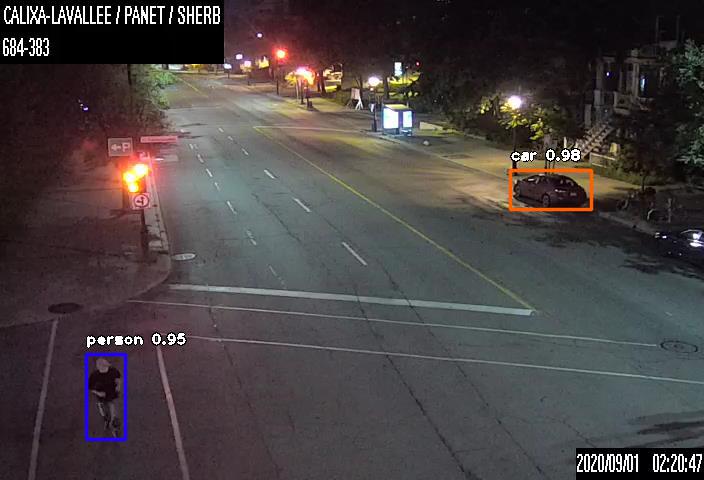 CALIXA-LAVALLEE / PANET / SHERB
684-383
P
car 0.98
person 0.95
2020/09/01 02:20:47